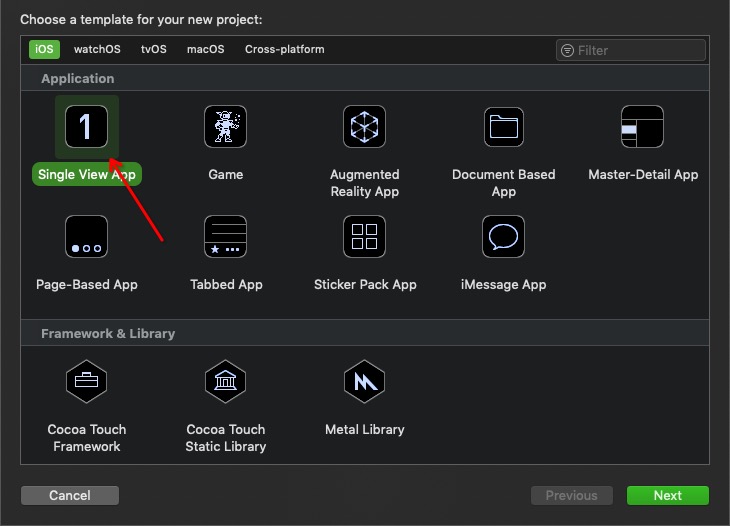 Choose a template for your new project:
iOS watchOS tvOS macOS Cross-platform Filter
Application
1
Single View App Game Augmented Reality App Document Based App Master-Detail App
Page-Based App Tabbed App Sticker Pack App iMessage App
Framework & Library
Cocoa Touch Framework Cocoa Touch Static Library Metal Library
Cancel Previous Next